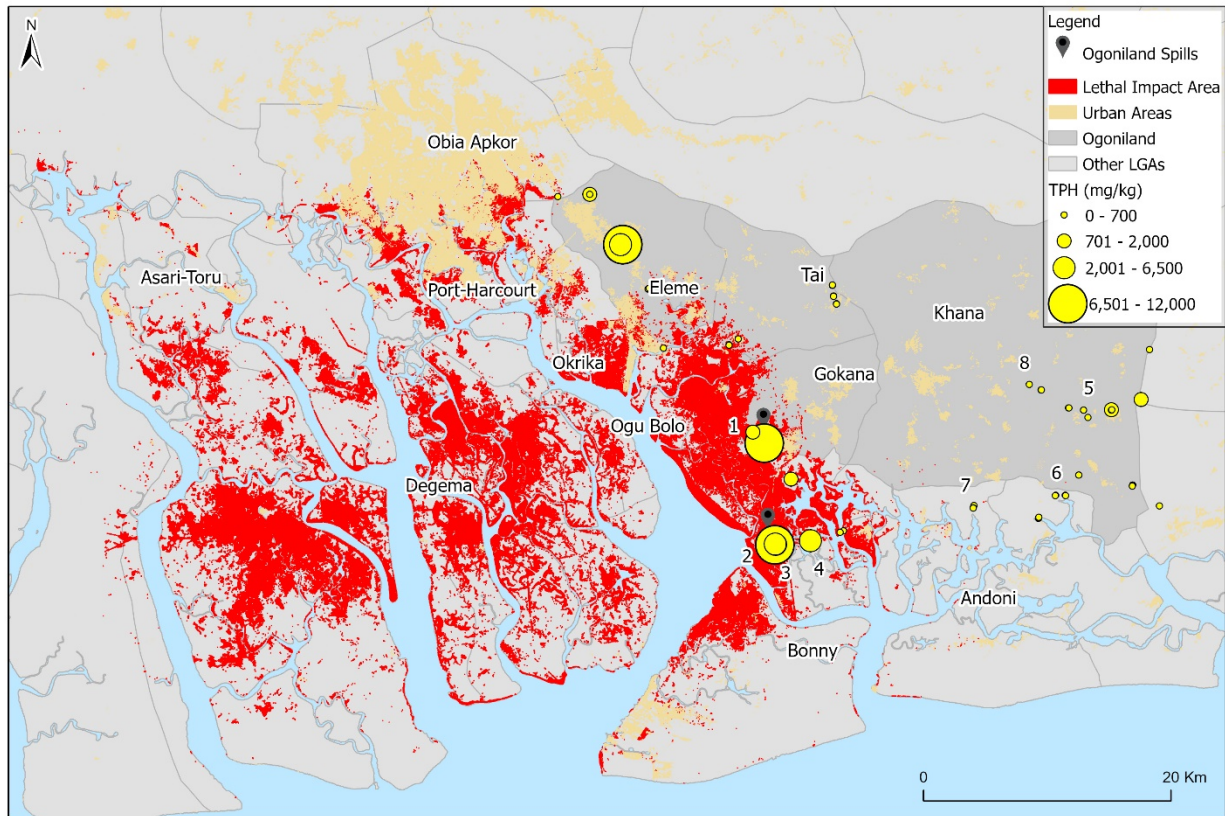 N
Legend
Ogoniland Spills
Lethal Impact Area
Urban Areas
Ogoniland
Other LGAs
TPH (mg/kg)
0 - 700
701 - 2,000
2,001 - 6,500
6,501 - 12,000
Obia Apkor
Asari-Toru
Port-Harcourt
Eleme
Tai
Khana
Okrika
Gokana
8
5
Ogu Bolo
1
Degema
6
7
2
3
4
Andoni
Bonny
0
20 Km